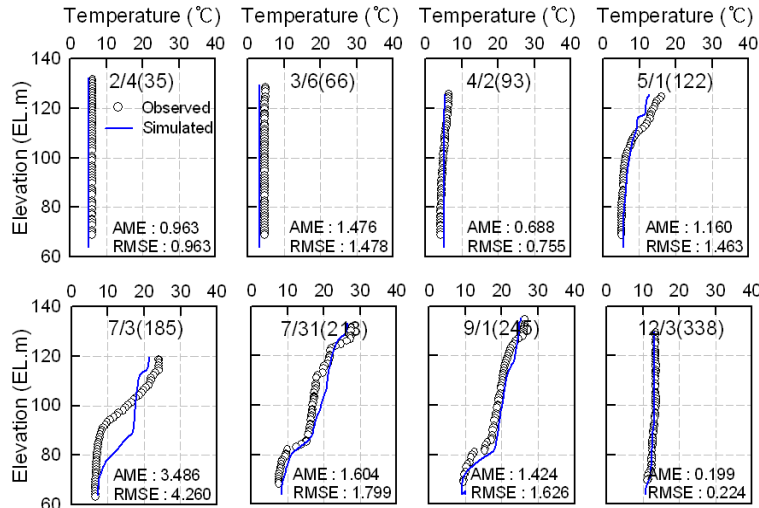 Temperature (℃) Temperature (℃) Temperature (℃) Temperature (℃)
0 10 20 30 40 0 10 20 30 40 0 10 20 30 40 0 10 20 30 40
Elevation (EL.m)
140
120
100
80
60
2/4(35)
Observed
Simulated
AME : 0.963
RMSE : 0.963
3/6(66)
AME : 1.476
RMSE : 1.478
4/2(93)
AME : 0.688
RMSE : 0.755
5/1(122)
AME : 1.160
RMSE : 1.463
0 10 20 30 40 0 10 20 30 40 0 10 20 30 40 0 10 20 30 40
Elevation (EL.m)
140
120
100
80
60
7/3(185)
AME : 3.486
RMSE : 4.260
7/31(213)
AME : 1.604
RMSE : 1.799
9/1(245)
AME : 1.424
RMSE : 1.626
12/3(338)
AME : 0.199
RMSE : 0.224